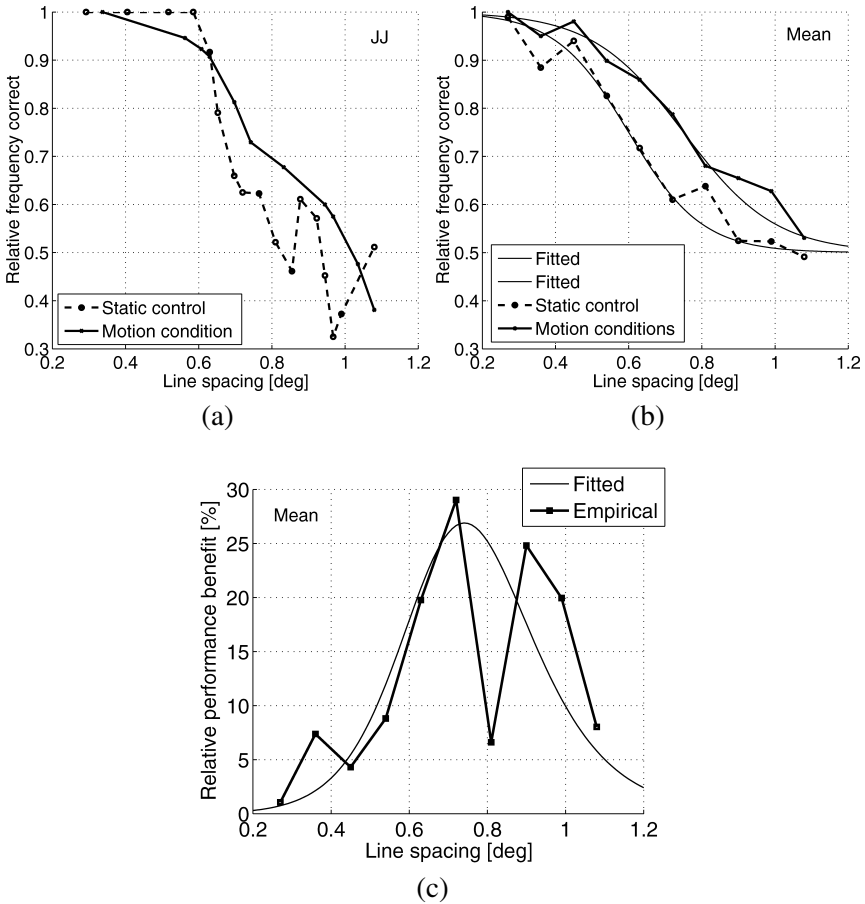 1
0.9
0.8
0.7
0.6
0.5
0.4
0.3
0.2 0.4 0.6 0.8 1 1.2
Relative frequency correct
Line spacing [deg]
JJ
Static control
Motion condition
(a)
1
0.9
0.8
0.7
0.6
0.5
0.4
0.3
0.2 0.4 0.6 0.8 1 1.2
Relative frequency correct
Line spacing [deg]
Mean
Fitted
Fitted
Static control
Motion conditions
(b)
30
25
20
15
10
5
0
0.2 0.4 0.6 0.8 1 1.2
Relative performance benefit [%]
Line spacing [deg]
Mean
Fitted
Empirical
(c)